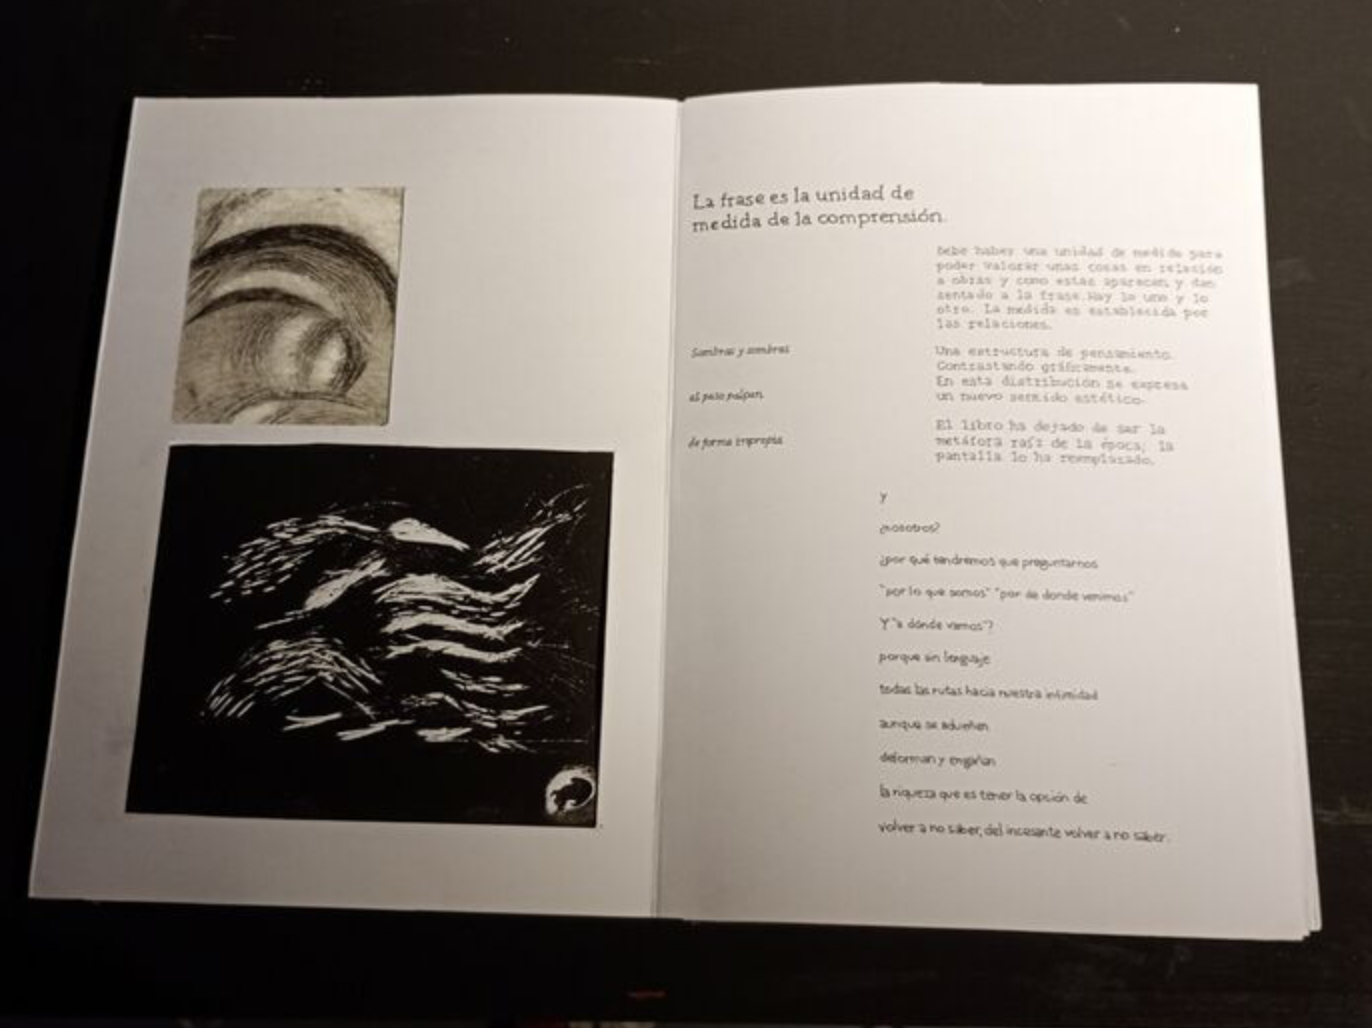 La frase es la unidad de
medida de la comprensión.
Debe haber una unidad de medida para
poder valorar unas cosas en relación
a obras y como estas aparecen y dan
sentado a la frase. Hay lo uno y lo
otro. La medida es establecida por
las relaciones.
Sombras y sombras
al paso palpan
de forma impropia
Una estructura de pensamiento.
Contrastando gráficamente.
En esta distribución se expresa
un nuevo sentido estético.
El libro ha dejado de sar la
metáfora raíz de la época; la
pantalla lo ha reemplazado.
y
¿nosotros?
¿por qué tendremos que preguntarnos
"por lo que somos" "por de donde venimos"
Y "a dónde vamos"?
porque sin lenguaje
todas las rutas hacia nuestra intimidad
aunque se adueñen
deforman y engañan
la riqueza que es tener la opción de
volver a no saber, del incesante volver a no saber.